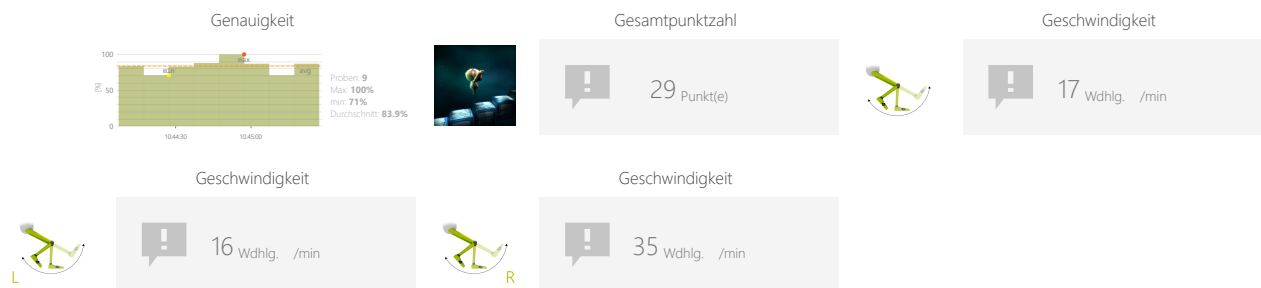 Genauigkeit
100
50
0
[%]
min
max
avg
10:44:30
10:45:00
Proben: 9
Max: 100%
min: 71%
Durchschnitt: 83.9%
Gesamtpunktzahl
29 Punkt(e)
Geschwindigkeit
17 Wdhlg. /min
Geschwindigkeit
L
16 Wdhlg. /min
Geschwindigkeit
R
35 Wdhlg. /min